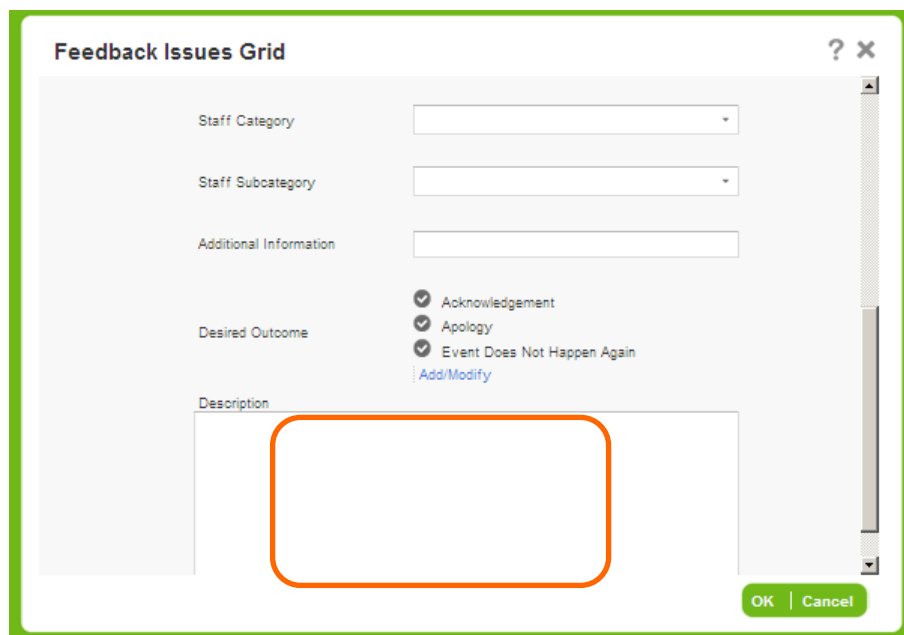 Feedback Issues Grid ?
Staff Category
Staff Subcategory
Additional Information
Desired Outcome
Acknowledgement
Apology
Event Does Not Happen Again
Add/Modify
Description
OK | Cancel